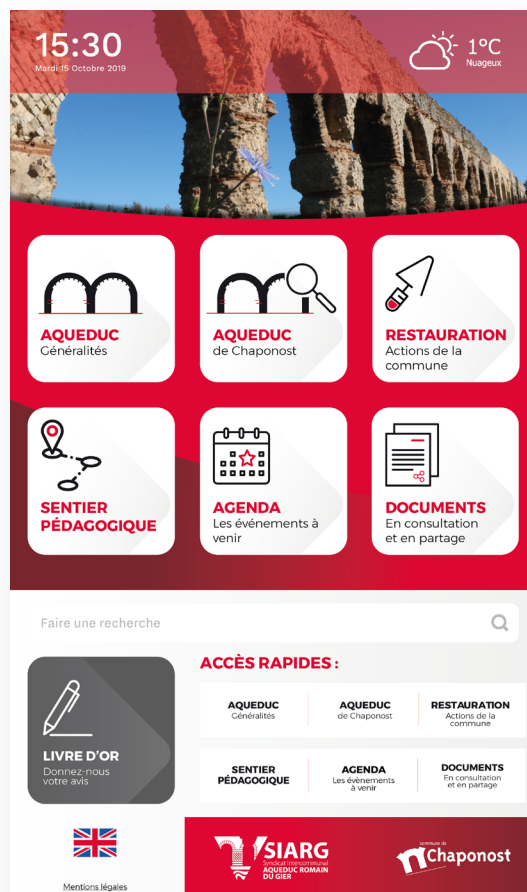 15:30
Mardi 15 Octobre 2019
1°C
Nuageux
AQUEDUC
Généralités
AQUEDUC
de Chaponost
RESTAURATION
Actions de la
commune
SENTIER
PÉDAGOGIQUE
AGENDA
Les événements à
venir
DOCUMENTS
En consultation
et en partage
Faire une recherche
LIVRE D'OR
Donnez-nous
votre avis
ACCÈS RAPIDES :
AQUEDUC
Généralités
AQUEDUC
de Chaponost
RESTAURATION
Actions de la
commune
SENTIER
PÉDAGOGIQUE
AGENDA
Les évènements
à venir
DOCUMENTS
En consultation
et en partage
Mentions légales
SIARG
Syndicat Intercommunal
AQUEDUC ROMAIN
DU GIER
commune de
Chaponost